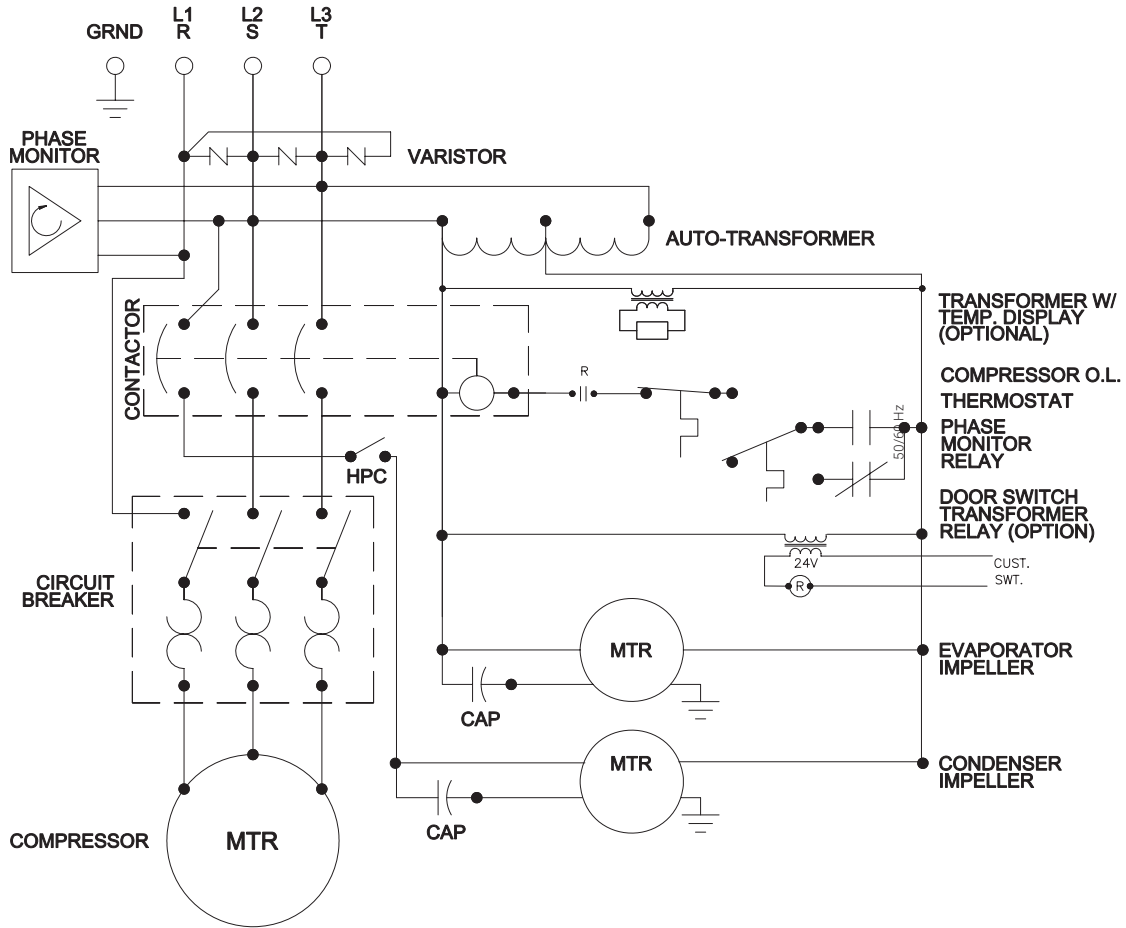 L1 L2 L3
GRND R S T
PHASE
MONITOR
VARISTOR
AUTO-TRANSFORMER
CONTACTOR
TRANSFORMER W/
TEMP. DISPLAY
(OPTIONAL)
R
COMPRESSOR O.L.
THERMOSTAT
50/60 Hz
PHASE
MONITOR
RELAY
HPC
DOOR SWITCH
TRANSFORMER
RELAY (OPTION)
24V
CUST.
R
SWT.
CIRCUIT
BREAKER
MTR
EVAPORATOR
IMPELLER
CAP
MTR
CONDENSER
IMPELLER
CAP
COMPRESSOR
MTR